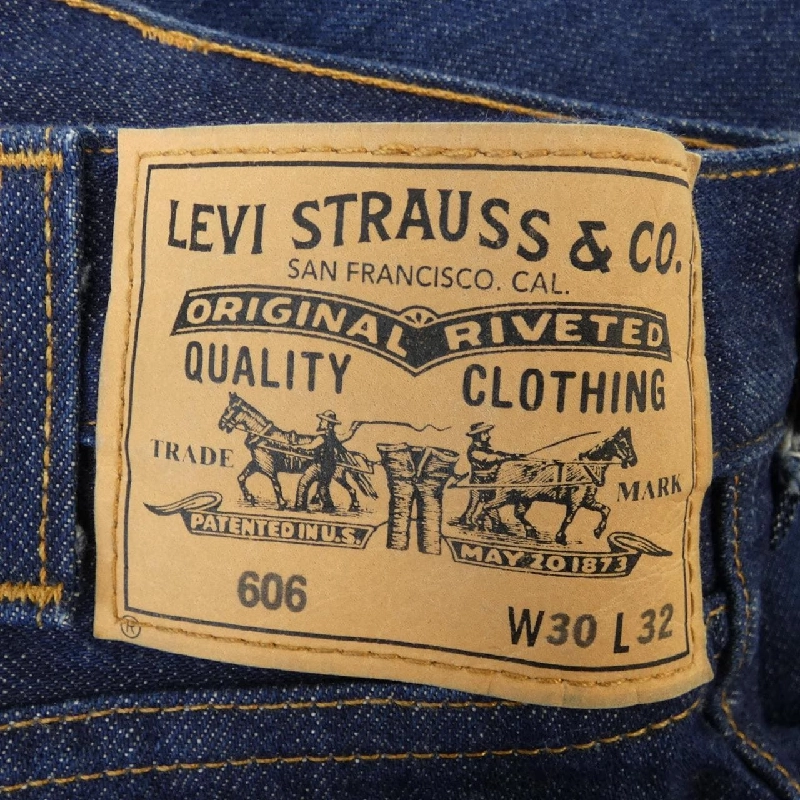 LEVI STRAUSS & CO.
SAN FRANCISCO. CAL.
ORIGINAL RIVETED
QUALITY CLOTHING
TRADE MARK
PATENTED IN U.S. MAY 20 1873
606
W30 L32
®